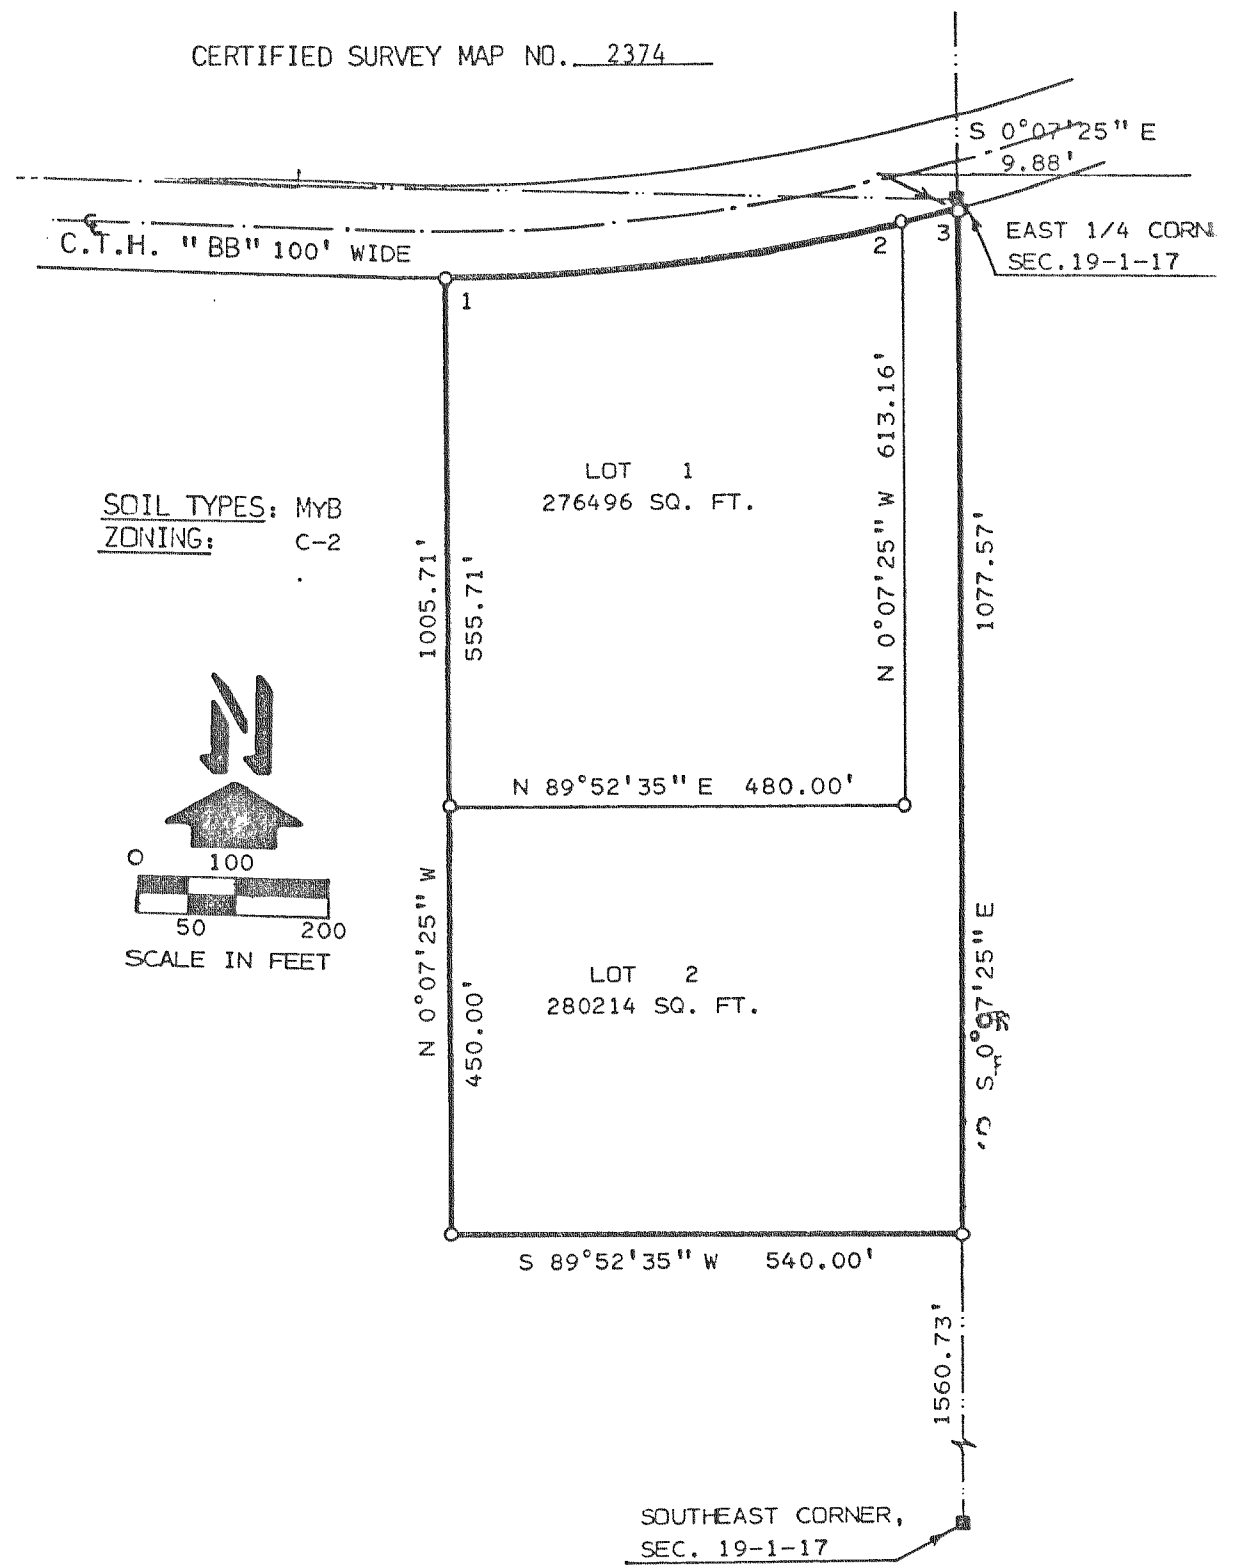 CERTIFIED SURVEY MAP NO. 2374
S 0°07'25" E
9.88'
EAST 1/4 CORN
SEC.19-1-17
C.T.H. "BB" 100' WIDE
1
2
3
N 0°07'25" W 613.16'
LOT 1
276496 SQ. FT.
SOIL TYPES: MYB
ZONING: C-2
1005.71'
555.71'
1077.57'
N
N 89°52'35" E 480.00'
0 100
50 200
SCALE IN FEET
N 0°07'25" W
450.00'
LOT 2
280214 SQ. FT.
S 0°07'25" E
S 89°52'35" W 540.00'
1560.73'
SOUTHEAST CORNER,
SEC. 19-1-17